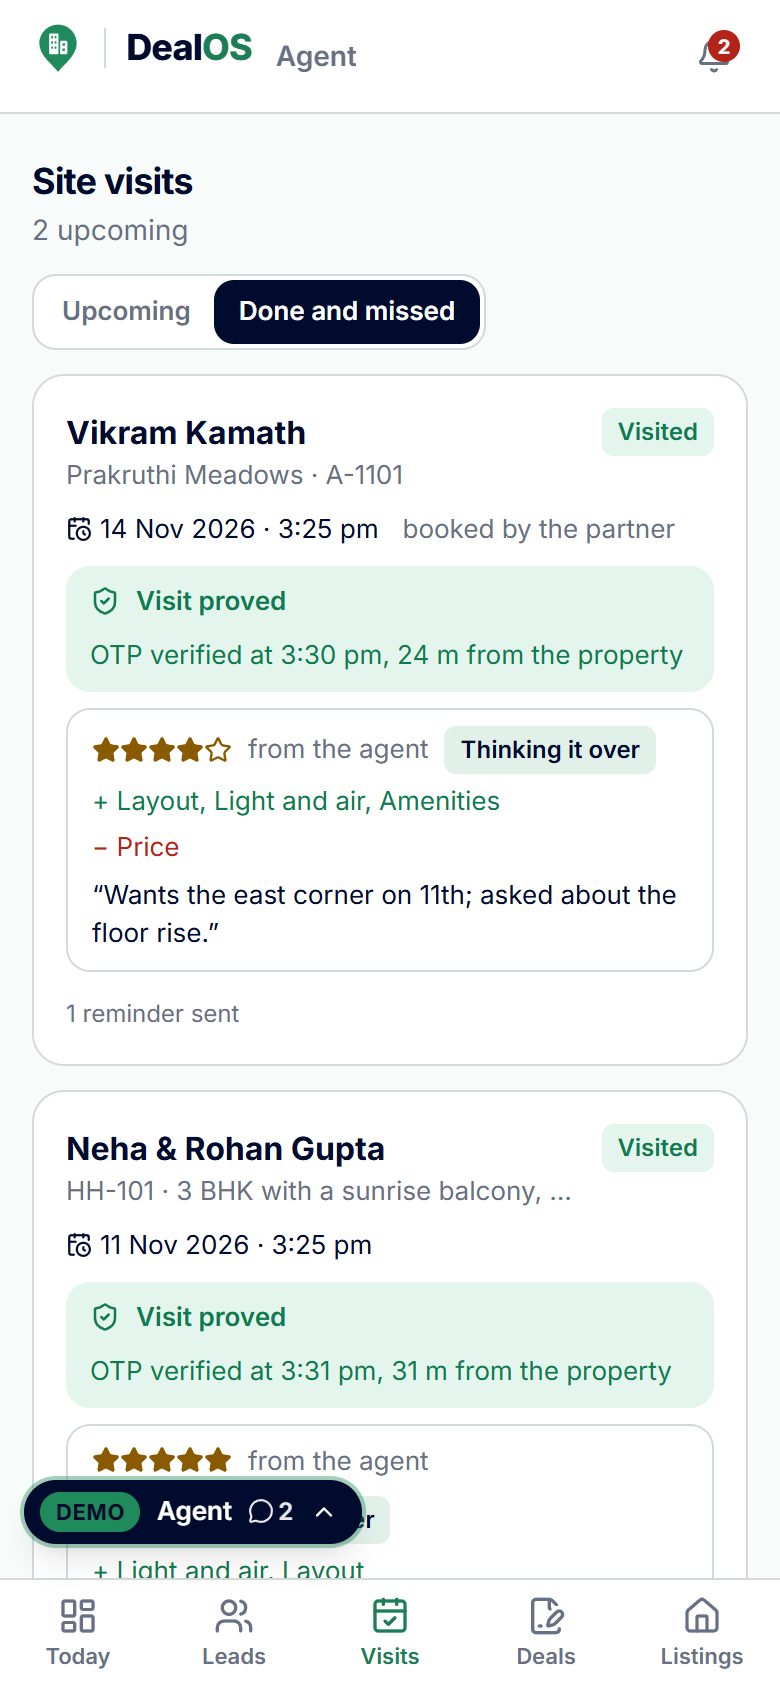 DealOS Agent 2
Site visits
2 upcoming
Upcoming Done and missed
Vikram Kamath Visited
Prakruthi Meadows · A-1101
14 Nov 2026 · 3:25 pm booked by the partner
Visit proved
OTP verified at 3:30 pm, 24 m from the property
from the agent Thinking it over
+ Layout, Light and air, Amenities
− Price
“Wants the east corner on 11th; asked about the
floor rise.”
1 reminder sent
Neha & Rohan Gupta Visited
HH-101 · 3 BHK with a sunrise balcony, ...
11 Nov 2026 · 3:25 pm
Visit proved
OTP verified at 3:31 pm, 31 m from the property
from the agent
DEMO Agent 2
+ Light and air, Layout
Today Leads Visits Deals Listings